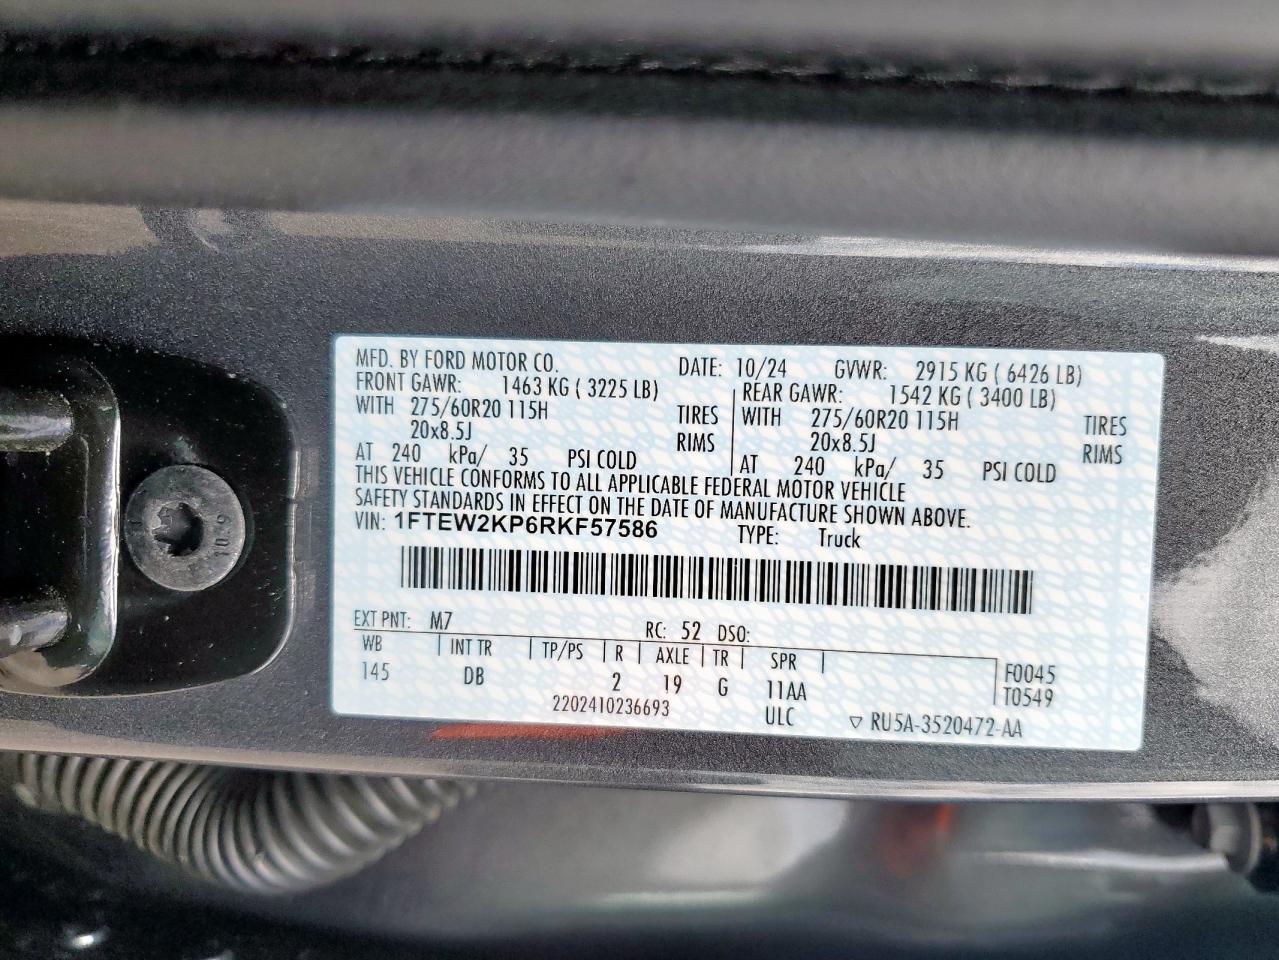 MFD. BY FORD MOTOR CO. DATE: 10/24 GVWR: 2915 KG ( 6426 LB)
FRONT GAWR: 1463 KG ( 3225 LB) REAR GAWR: 1542 KG ( 3400 LB)
WITH 275/60R20 115H TIRES WITH 275/60R20 115H TIRES
20x8.5J RIMS 20x8.5J RIMS
AT 240 kPa/ 35 PSI COLD AT 240 kPa/ 35 PSI COLD
THIS VEHICLE CONFORMS TO ALL APPLICABLE FEDERAL MOTOR VEHICLE
SAFETY STANDARDS IN EFFECT ON THE DATE OF MANUFACTURE SHOWN ABOVE.
VIN: 1FTEW2KP6RKF57586 TYPE: Truck
EXT PNT: M7 RC: 52 DSO:
WB INT TR TP/PS R AXLE TR SPR F0045
145 DB 2 19 G 11AA T0549
2202410236693 ULC ▽ RU5A-3520472-AA
10.9